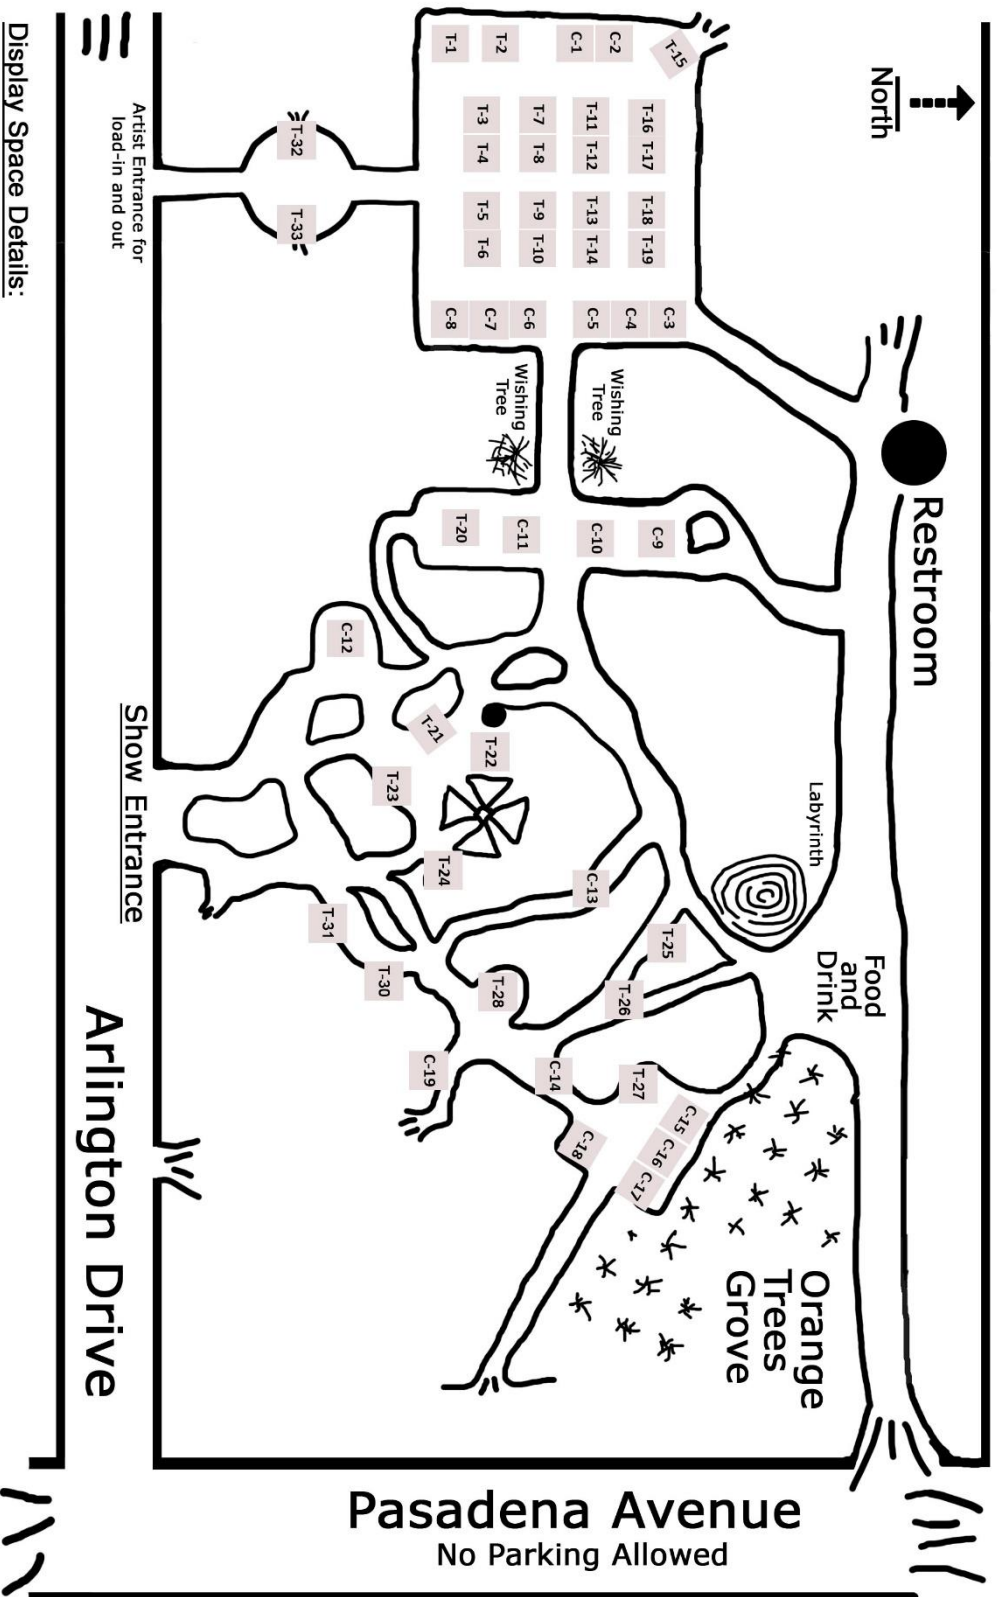 Display Space Details:
Artist Entrance for
load-in and out
North
T-1
T-2
C-1
C-2
T-15
T-3
T-7
T-11
T-16
T-4
T-8
T-12
T-17
T-32
T-33
T-5
T-9
T-13
T-18
T-6
T-10
T-14
T-19
C-8
C-7
C-6
C-5
C-4
C-3
Wishing
Tree
Wishing
Tree
Restroom
T-20
C-11
C-10
C-9
C-12
T-21
T-22
T-23
T-24
Labyrinth
Show Entrance
C-13
T-31
T-30
T-28
T-25
T-26
Food
and
Drink
C-19
C-14
T-27
C-15
C-16
C-17
C-18
Orange
Trees
Grove
Arlington Drive
Pasadena Avenue
No Parking Allowed